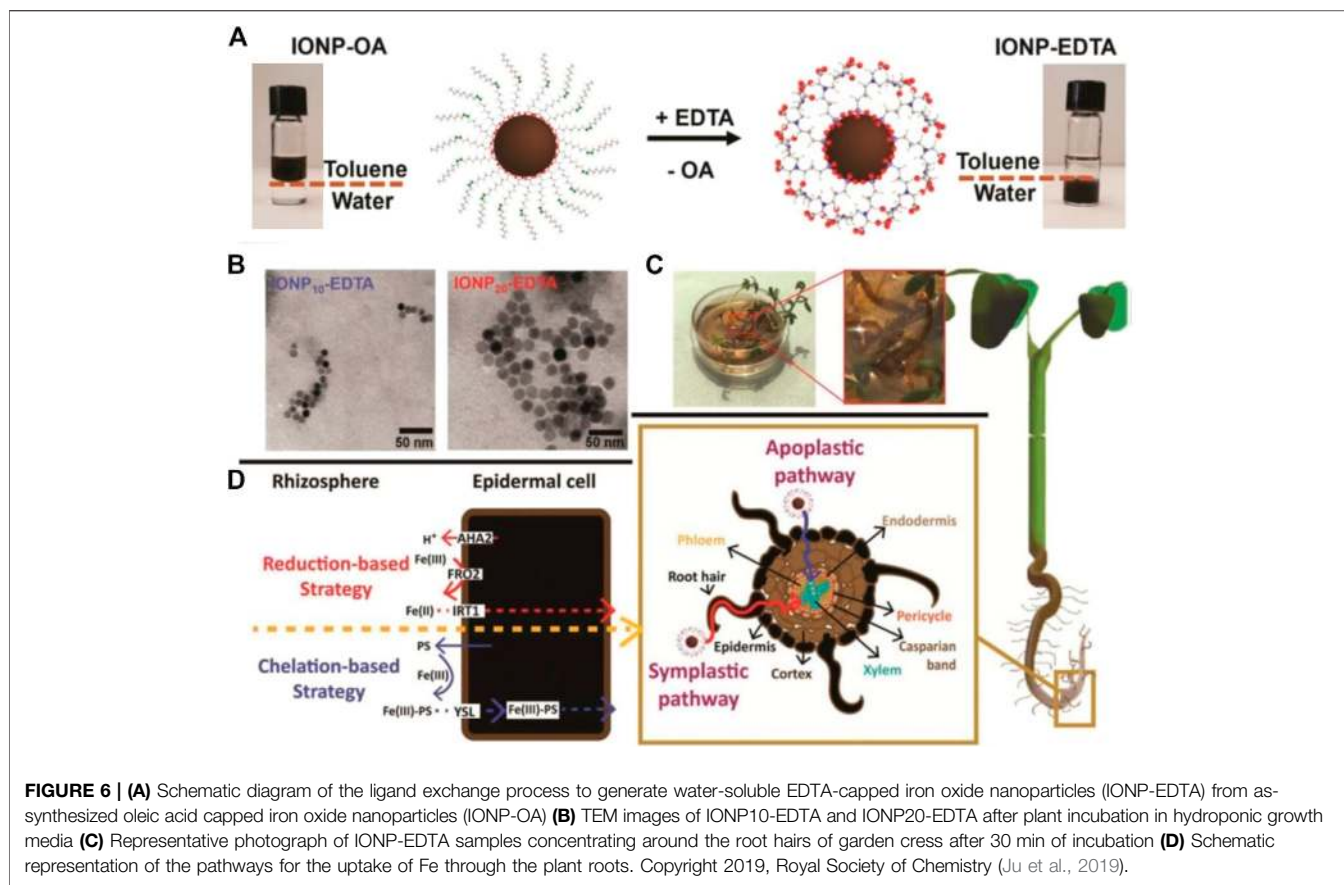 A
IONP-OA
IONP-EDTA
+ EDTA
- OA
Toluene
Water
Toluene
Water
B
IONP10-EDTA
IONP20-EDTA
50 nm
50 nm
C
D
Rhizosphere
Epidermal cell
H+
AHA2
Fe(III)
FRO2
Reduction-based
Strategy
Fe(II)
IRT1
PS
Chelation-based
Strategy
Fe(III)
Fe(III)-PS
YSL
Fe(III)-PS
Apoplastic
pathway
Endodermis
Phloem
Root hair
Pericycle
Epidermis
Casparian
band
Cortex
Xylem
Symplastic
pathway
FIGURE 6 | (A) Schematic diagram of the ligand exchange process to generate water-soluble EDTA-capped iron oxide nanoparticles (IONP-EDTA) from as-
synthesized oleic acid capped iron oxide nanoparticles (IONP-OA) (B) TEM images of IONP10-EDTA and IONP20-EDTA after plant incubation in hydroponic growth
media (C) Representative photograph of IONP-EDTA samples concentrating around the root hairs of garden cress after 30 min of incubation (D) Schematic
representation of the pathways for the uptake of Fe through the plant roots. Copyright 2019, Royal Society of Chemistry (Ju et al., 2019).